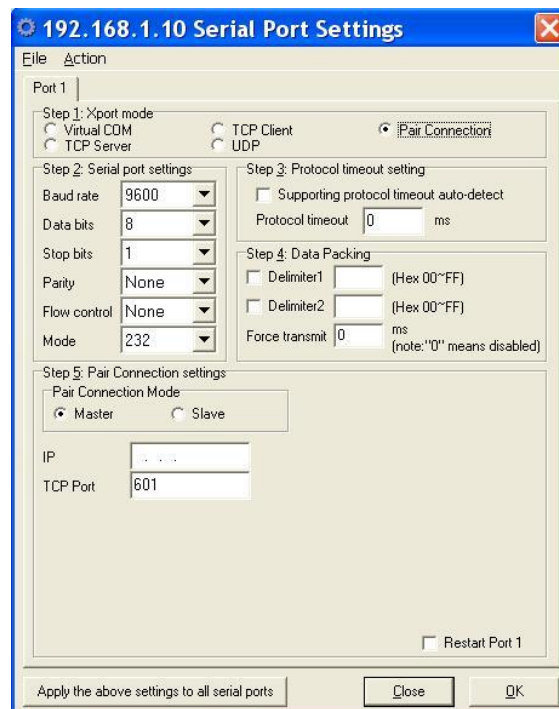 192.168.1.10 Serial Port Settings
File Action
Port 1
Step 1: Xport mode
Virtual COM TCP Client Pair Connection
TCP Server UDP
Step 2: Serial port settings
Baud rate 9600
Data bits 8
Stop bits 1
Parity None
Flow control None
Mode 232
Step 3: Protocol timeout setting
Supporting protocol timeout auto-detect
Protocol timeout 0 ms
Step 4: Data Packing
Delimiter1 (Hex 00~FF)
Delimiter2 (Hex 00~FF)
Force transmit 0 ms
(note:"0" means disabled)
Step 5: Pair Connection settings
Pair Connection Mode
Master Slave
IP . . .
TCP Port 601
Restart Port 1
Apply the above settings to all serial ports Close OK